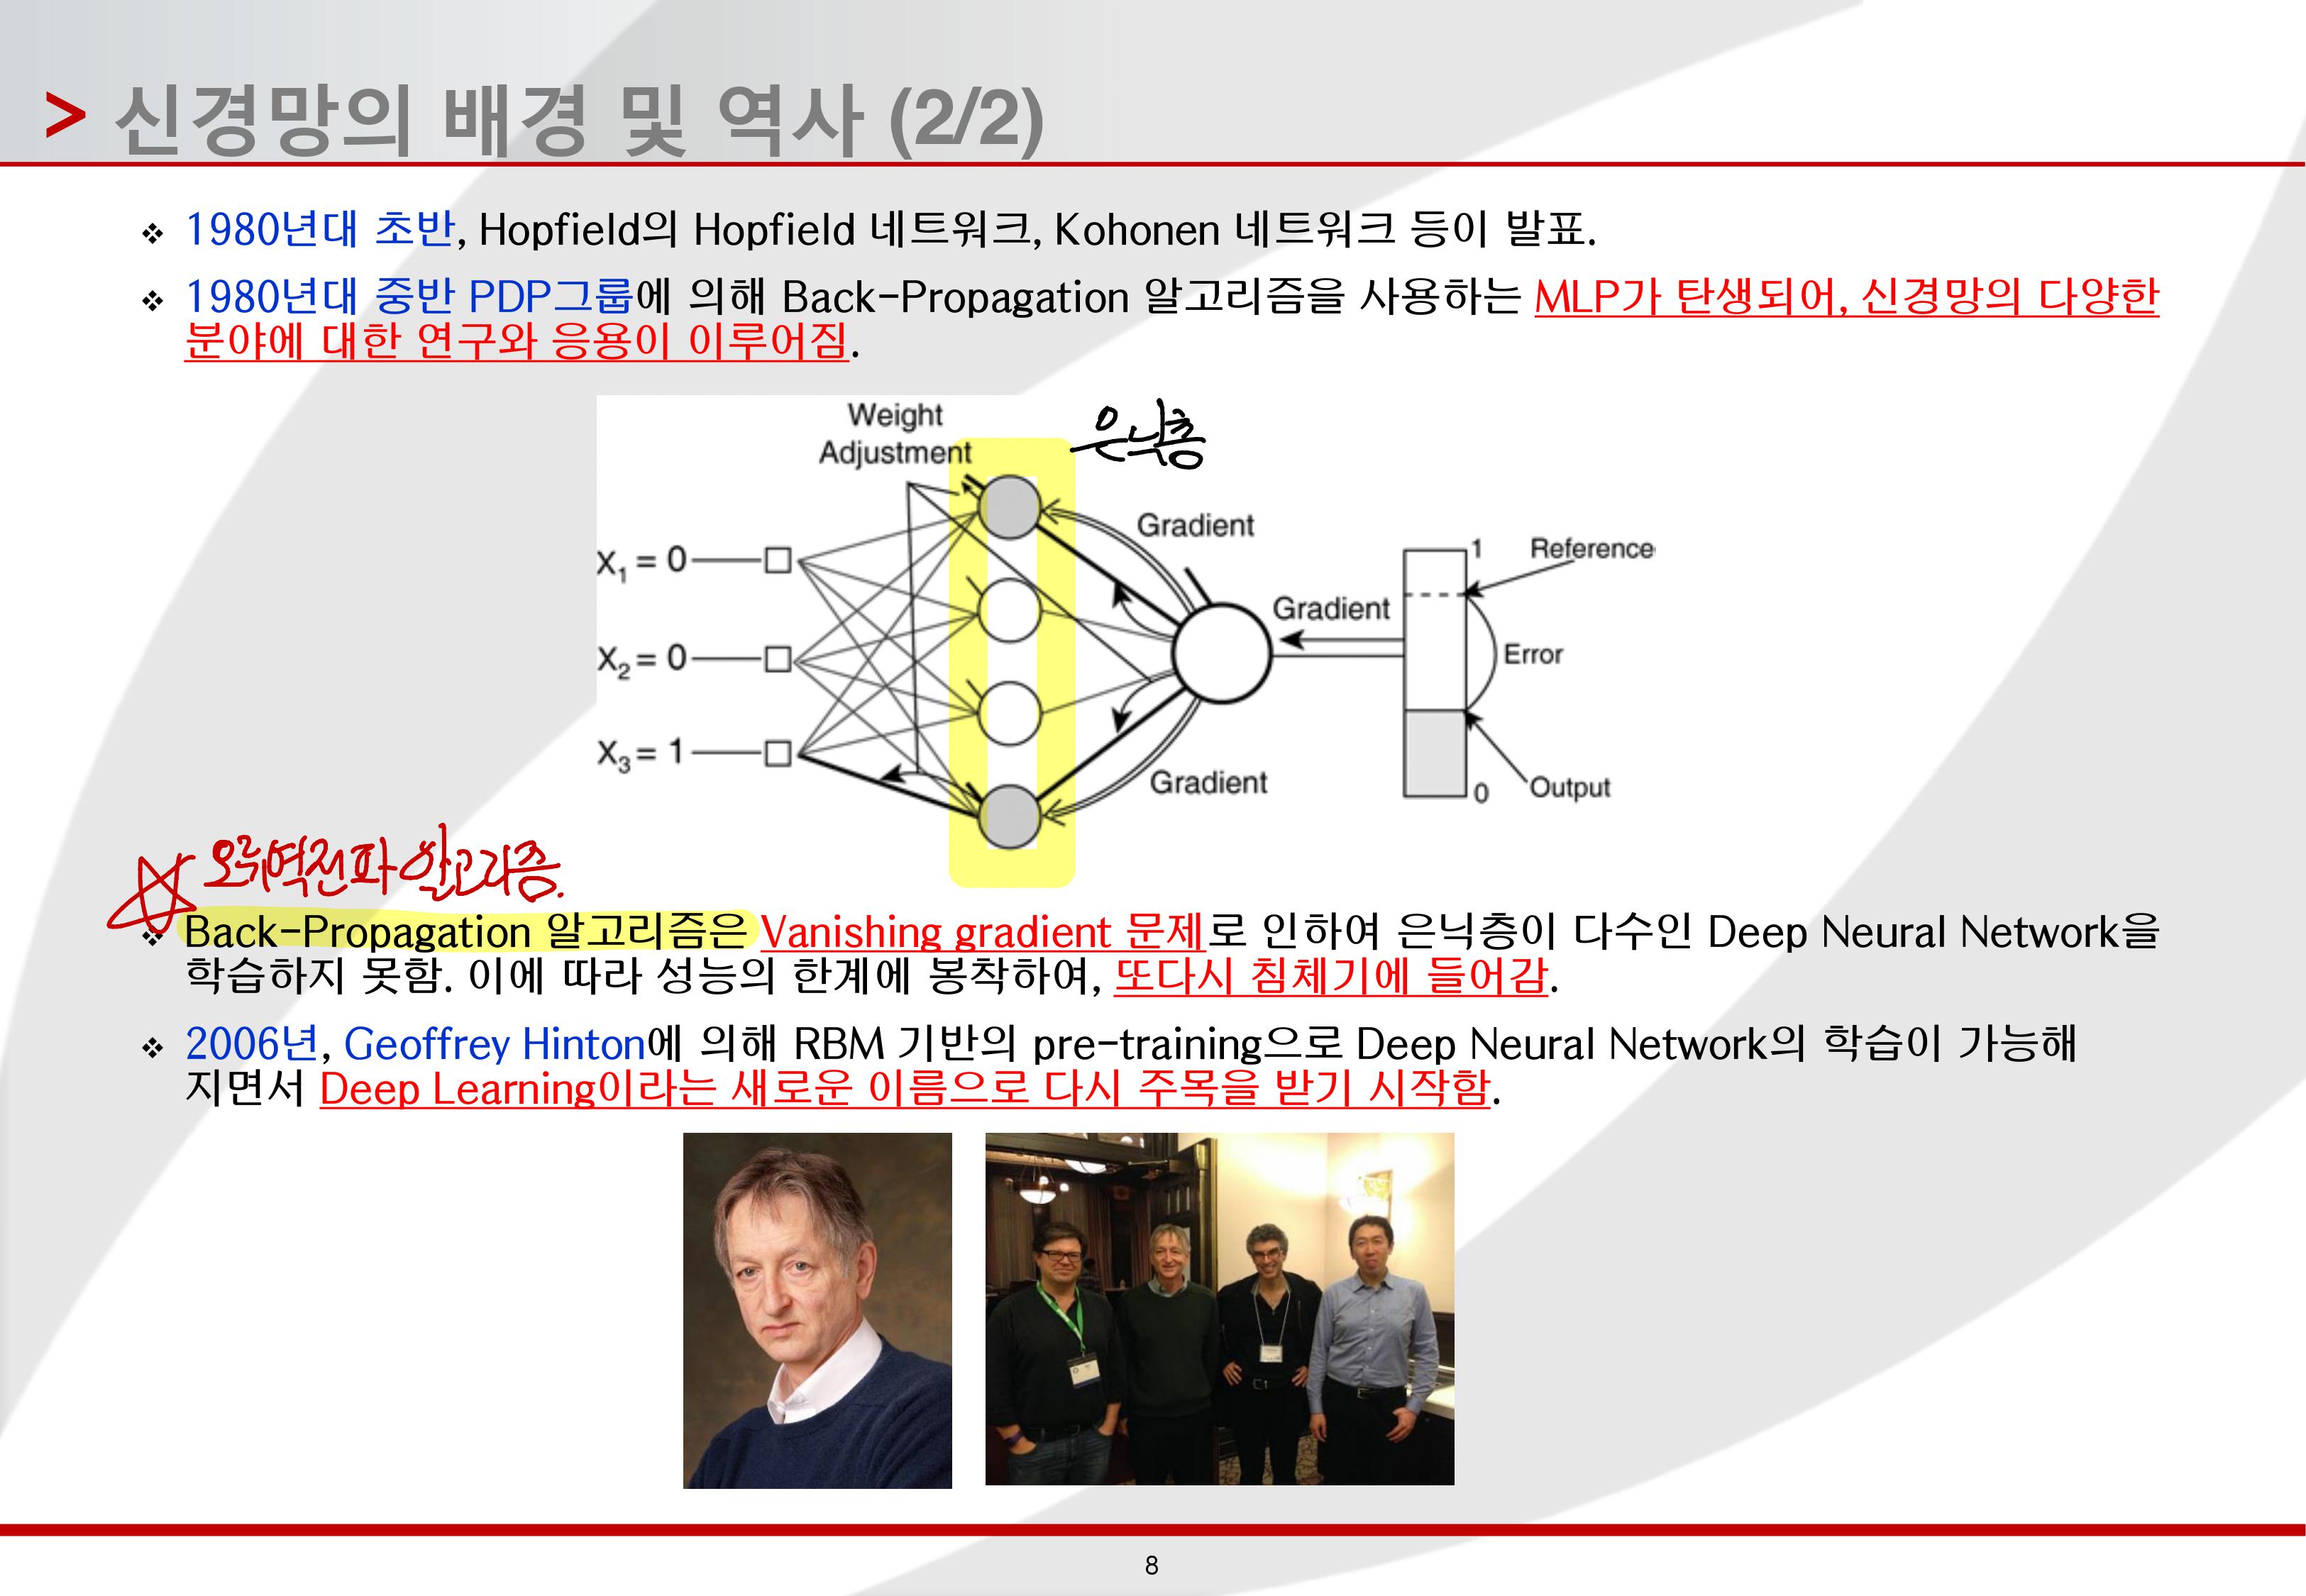 > 신경망의 배경 및 역사 (2/2)
❖ 1980년대 초반, Hopfield의 Hopfield 네트워크, Kohonen 네트워크 등이 발표.
❖ 1980년대 중반 PDP그룹에 의해 Back-Propagation 알고리즘을 사용하는 MLP가 탄생되어, 신경망의 다양한
분야에 대한 연구와 응용이 이루어짐.
Weight
Adjustment
은닉층
Gradient
X₁ = 0
1
Reference
Gradient
X₂ = 0
Error
X₃ = 1
Gradient
0
Output
오류역전파 알고리즘.
❖ Back-Propagation 알고리즘은 Vanishing gradient 문제로 인하여 은닉층이 다수인 Deep Neural Network을
학습하지 못함. 이에 따라 성능의 한계에 봉착하여, 또다시 침체기에 들어감.
❖ 2006년, Geoffrey Hinton에 의해 RBM 기반의 pre-training으로 Deep Neural Network의 학습이 가능해
지면서 Deep Learning이라는 새로운 이름으로 다시 주목을 받기 시작함.
8